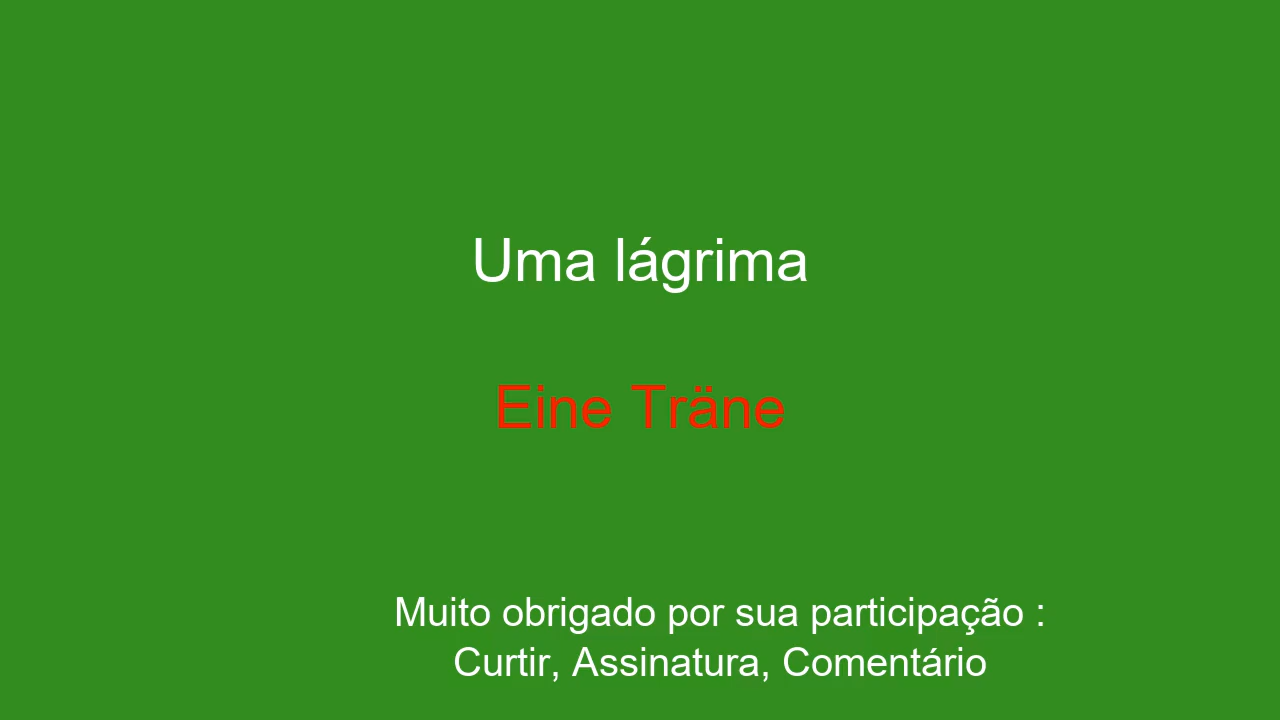 Uma lágrima
Eine Träne
Muito obrigado por sua participação :
Curtir, Assinatura, Comentário